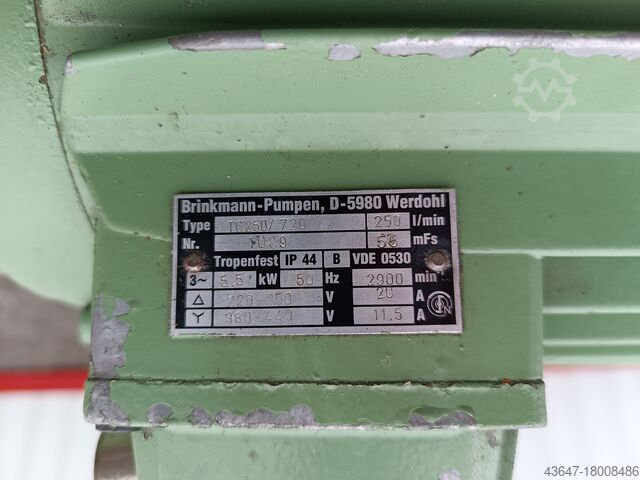 Brinkmann-Pumpen, D-5980 Werdohl
Type TC250/720 250 l/min
Nr. 1089 mFs
Tropenfest IP 44 B VDE 0530
3~ 5.5 kW 50 Hz 2900 min
△ V 20 A
Y 380-440 V 11.5 A
43647-18008486